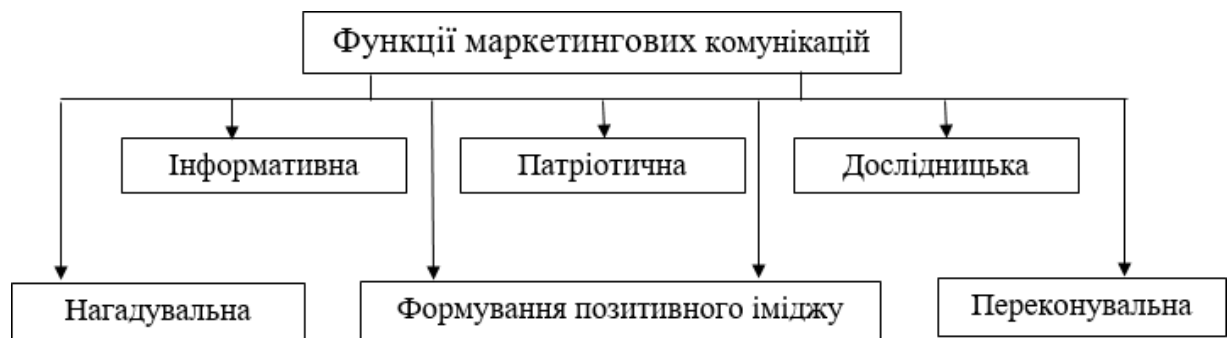 Функції маркетингових комунікацій
Інформативна
Патріотична
Дослідницька
Нагадувальна
Формування позитивного іміджу
Переконувальна